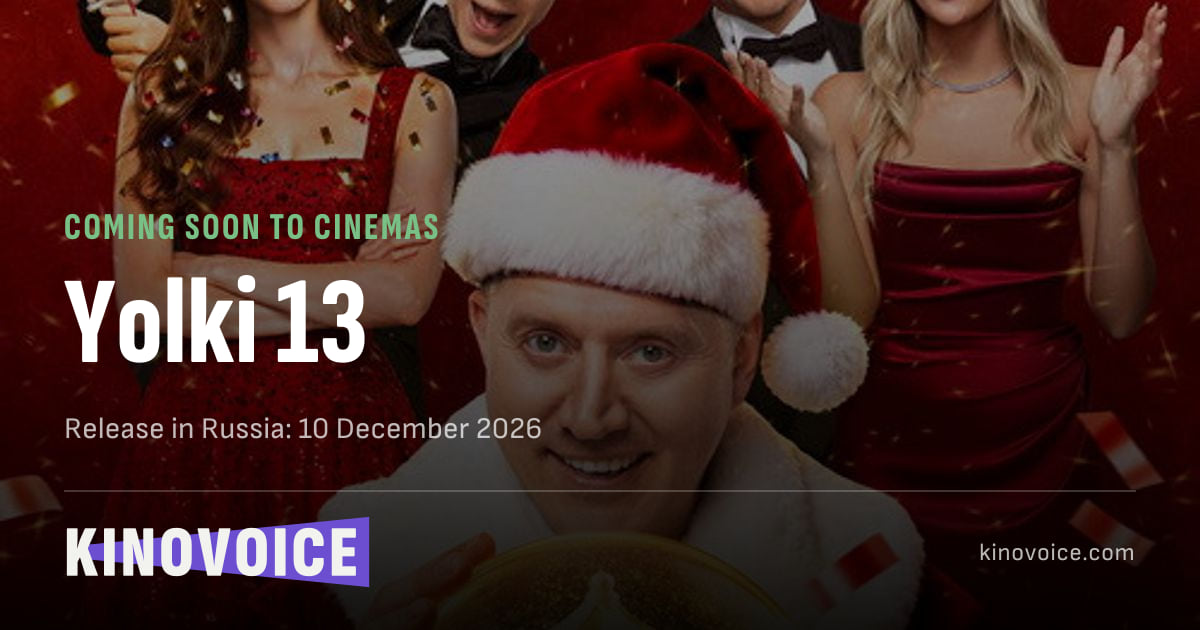 COMING SOON TO CINEMAS
Yolki 13
Release in Russia: 10 December 2026
KINOVOICE
kinovoice.com